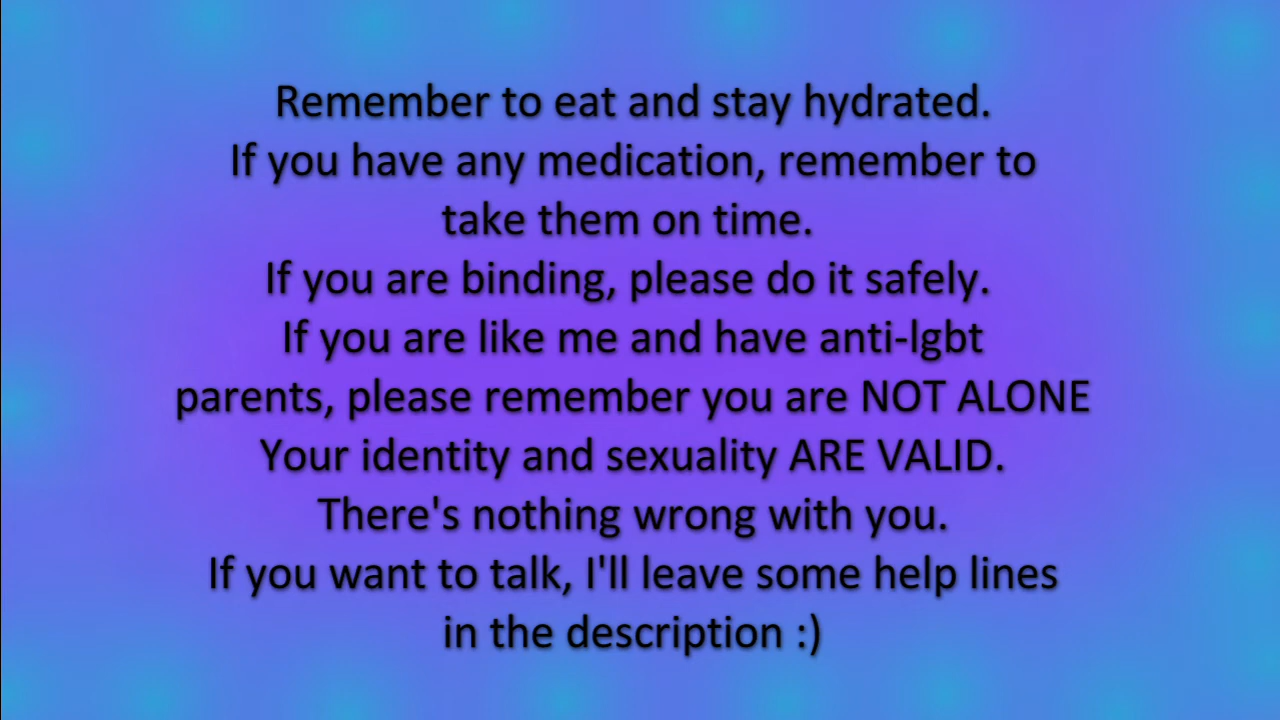 Remember to eat and stay hydrated.
If you have any medication, remember to
take them on time.
If you are binding, please do it safely.
If you are like me and have anti-lgbt
parents, please remember you are NOT ALONE
Your identity and sexuality ARE VALID.
There's nothing wrong with you.
If you want to talk, I'll leave some help lines
in the description :)